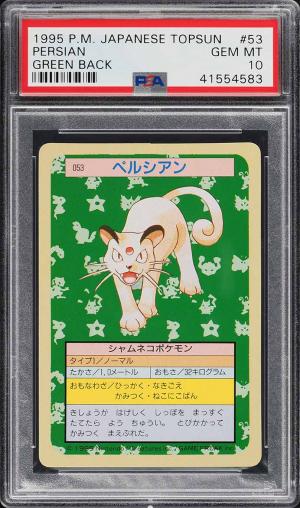 1995 P.M. JAPANESE TOPSUN #53
PERSIAN GEM MT
GREEN BACK 10
PSA 41554583
053 ペルシアン
シャムネコポケモン
タイプ1/ノーマル
たかさ/1,0メートル おもさ/32キログラム
おもなわざ/ひっかく・なきごえ
かみつく・ねこにこばん
きしょうか はげしく しっぽを まっすぐ
たてたら よう ちゅうい。 とびかかって
かみつく まえぶれだ。